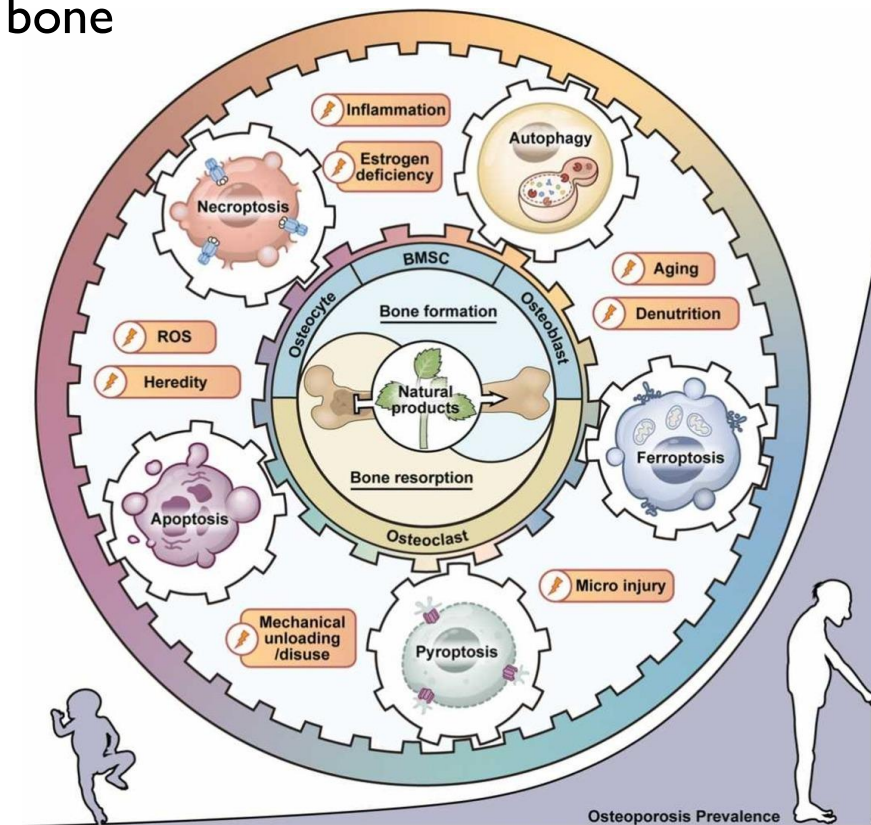 bone
Inflammation
Estrogen
deficiency
Autophagy
Necroptosis
Aging
Denutrition
BMSC
Osteocyte
Osteoblast
Bone formation
ROS
Heredity
Natural
products
Ferroptosis
Bone resorption
Apoptosis
Osteoclast
Micro injury
Mechanical
unloading
/disuse
Pyroptosis
Osteoporosis Prevalence